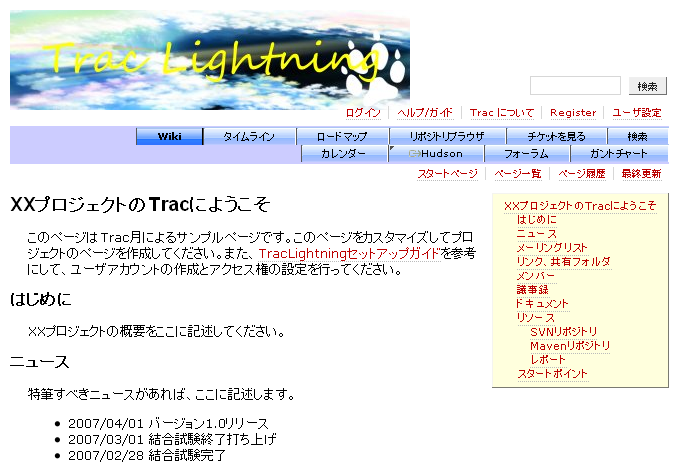 Trac Lightning
検索
ログイン ヘルプ/ガイド Trac について Register ユーザ設定
Wiki タイムライン ロードマップ リポジトリブラウザ チケットを見る 検索
カレンダー Hudson フォーラム ガントチャート
スタートページ ページ一覧 ページ履歴 最終更新
XXプロジェクトのTracにようこそ
このページはTrac月によるサンプルページです。このページをカスタマイズしてプロ
ジェクトのページを作成してください。また、TracLightningセットアップガイドを参考
にして、ユーザアカウントの作成とアクセス権の設定を行ってください。
はじめに
XXプロジェクトの概要をここに記述してください。
ニュース
特筆すべきニュースがあれば、ここに記述します。
2007/04/01 バージョン1.0リリース
2007/03/01 結合試験終了打ち上げ
2007/02/28 結合試験完了
XXプロジェクトのTracにようこそ
はじめに
ニュース
メーリングリスト
リンク、共有フォルダ
メンバー
議事録
ドキュメント
リソース
SVNリポジトリ
Mavenリポジトリ
レポート
スタートポイント